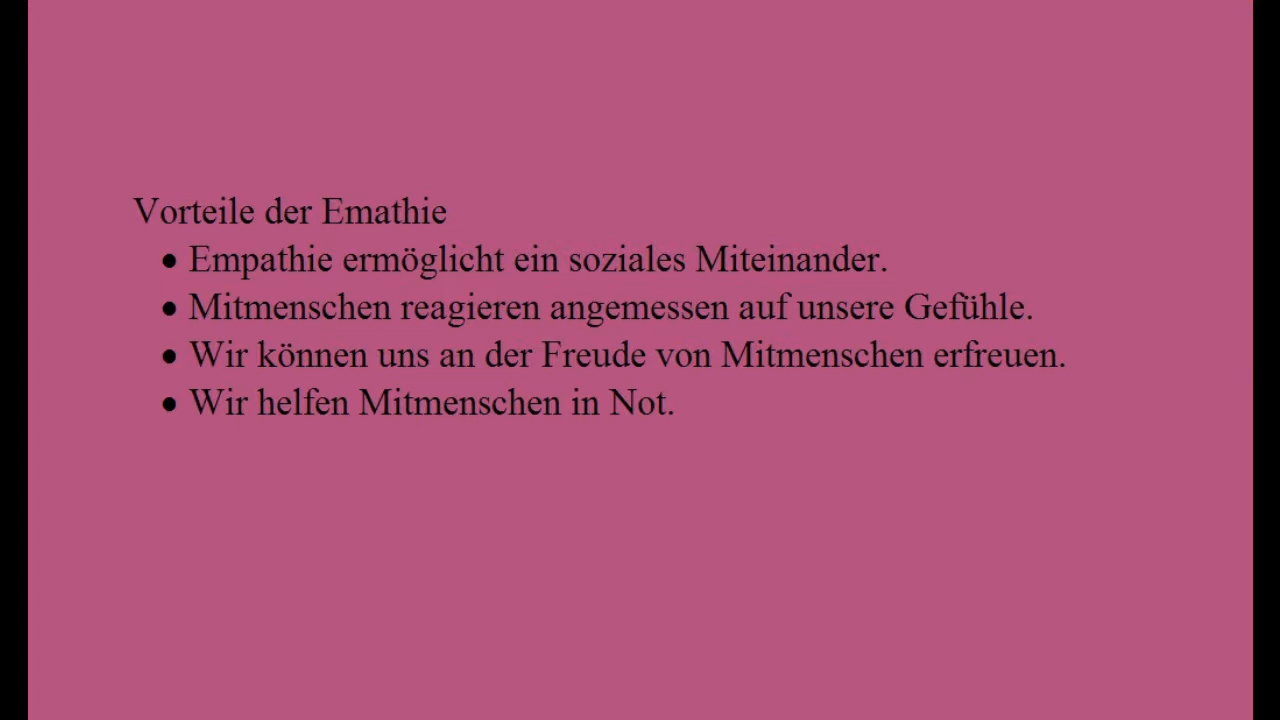 Vorteile der Emathie
• Empathie ermöglicht ein soziales Miteinander.
• Mitmenschen reagieren angemessen auf unsere Gefühle.
• Wir können uns an der Freude von Mitmenschen erfreuen.
• Wir helfen Mitmenschen in Not.